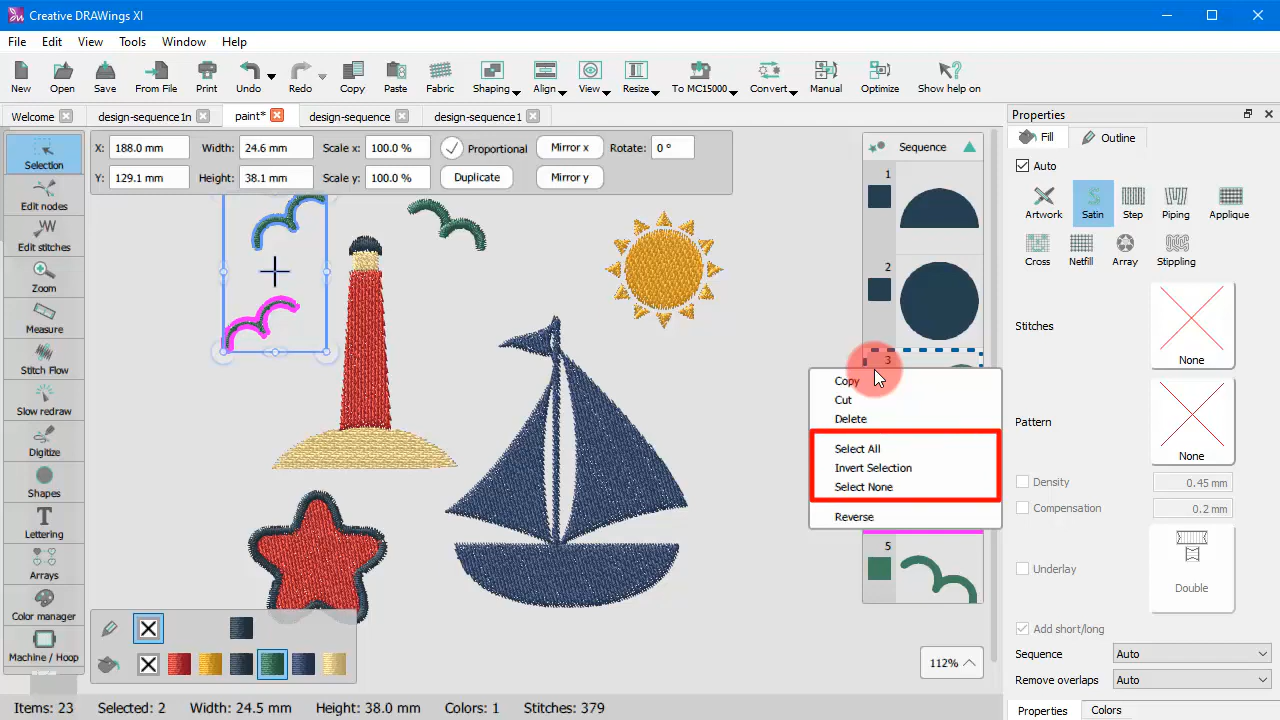 Creative DRAWings XI
File Edit View Tools Window Help
New Open Save From File Print Undo Redo Copy Paste Fabric Shaping Align View Resize To MC15000 Convert Manual Optimize Show help on
Welcome design-sequence1n paint* design-sequence design-sequence1
Properties
Fill Outline
X: 188.0 mm Width: 24.6 mm Scale x: 100.0 % Proportional Mirror x Rotate: 0 °
Y: 129.1 mm Height: 38.1 mm Scale y: 100.0 % Duplicate Mirror y
Selection
Edit nodes
Edit stitches
Zoom
Measure
Stitch Flow
Slow redraw
Digitize
Shapes
Lettering
Arrays
Color manager
Machine / Hoop
Sequence
1
2
3
5
Copy
Cut
Delete
Select All
Invert Selection
Select None
Reverse
112%
Auto
Artwork Satin Step Piping Applique
Cross Netfill Array Stippling
Stitches None
Pattern None
Density 0.45 mm
Compensation 0.2 mm
Underlay Double
Add short/long
Sequence Auto
Remove overlaps Auto
Properties Colors
Items: 23 Selected: 2 Width: 24.5 mm Height: 38.0 mm Colors: 1 Stitches: 379